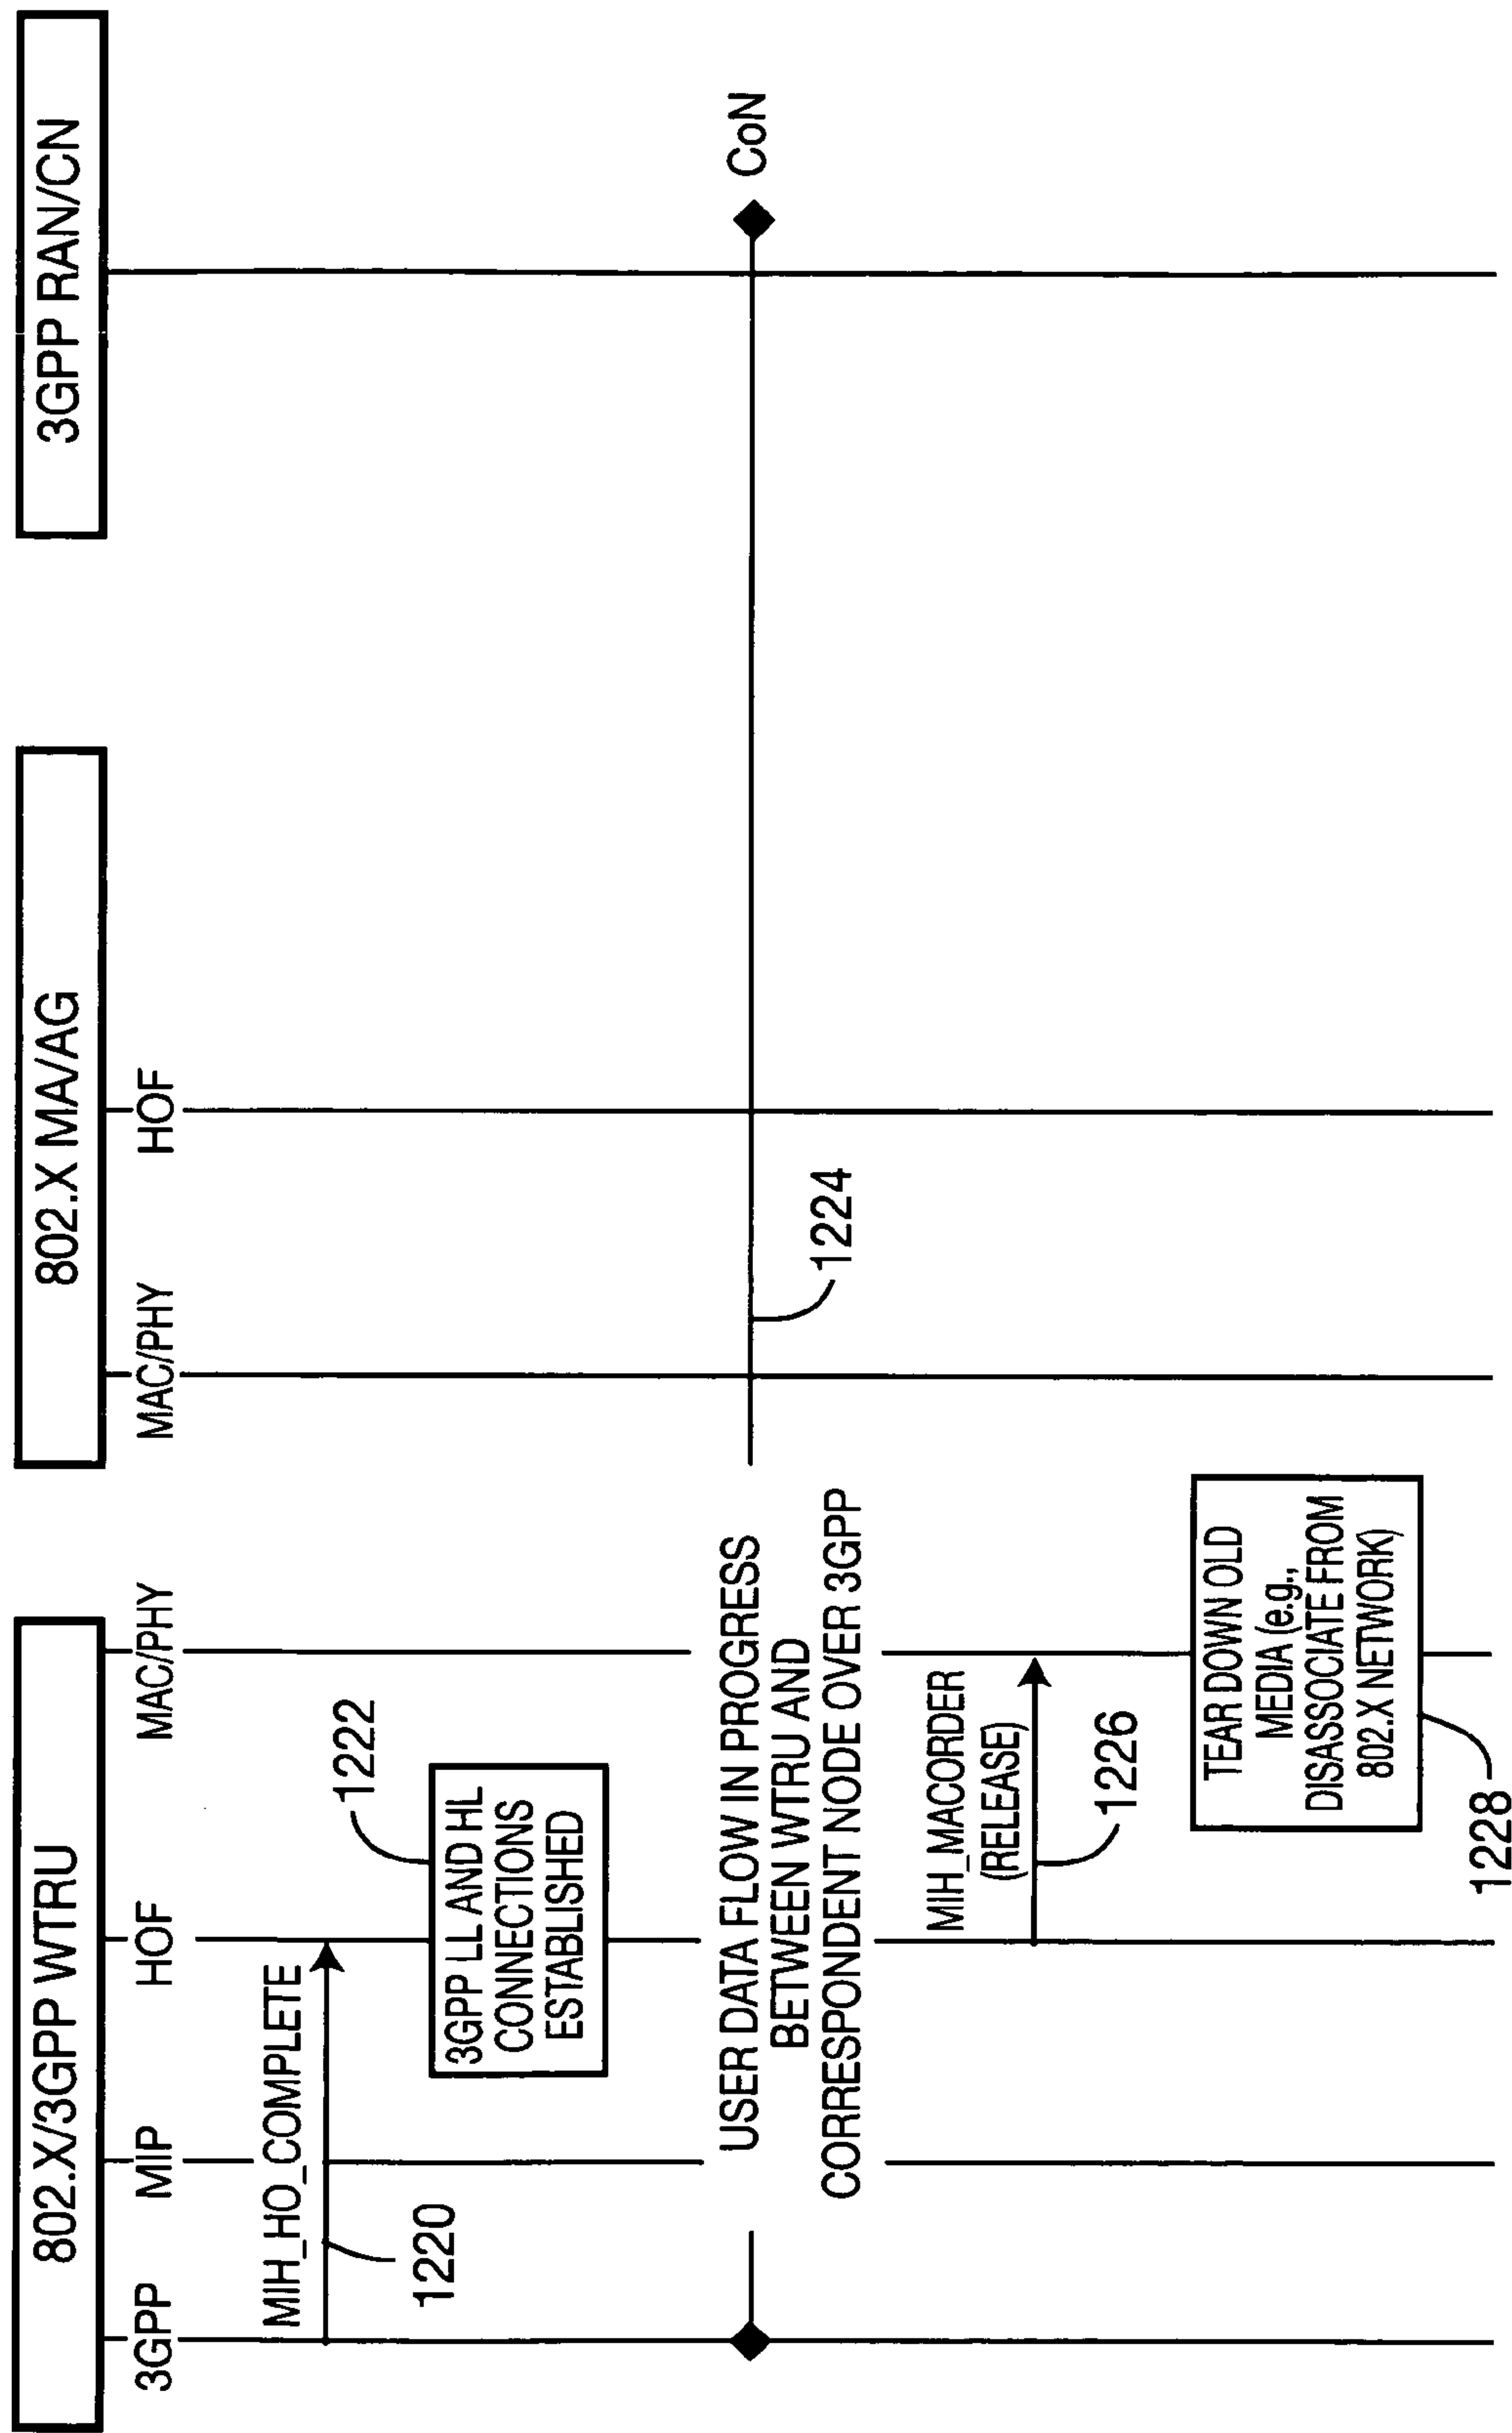 802.X/3GPP WTRU
802.X MA/AG
3GPP RAN/CN
3GPP
MIP
HOF
MAC/PHY
MAC/PHY
HOF
MIH_HO_COMPLETE
1220
1222
3GPP LL AND HL
CONNECTIONS
ESTABLISHED
USER DATA FLOW IN PROGRESS
BETWEEN WTRU AND
CORRESPONDENT NODE OVER 3GPP
CoN
1224
MIH_MACORDER
(RELEASE)
1226
TEAR DOWN OLD
MEDIA (e.g.,
DISASSOCIATE FROM
802.X NETWORK)
1228